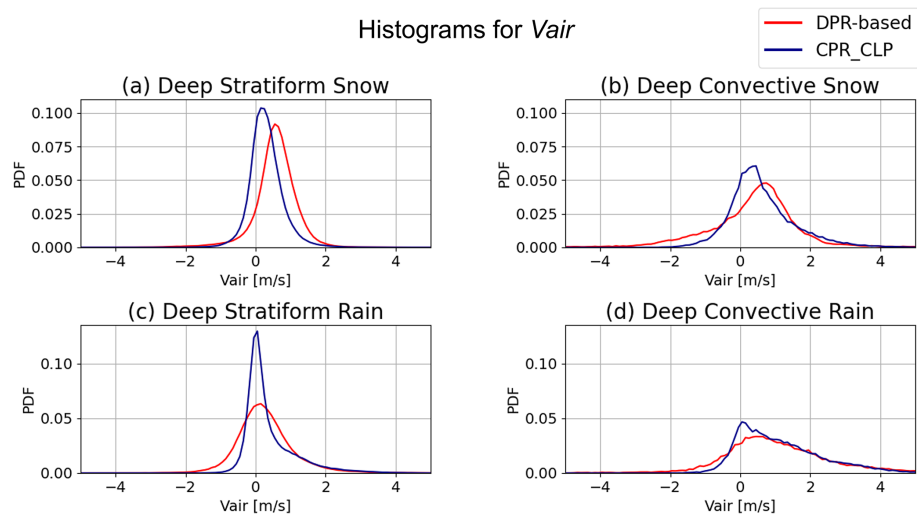 Histograms for Vair
DPR-based
CPR_CLP
(a) Deep Stratiform Snow
0.100
0.075
0.050
0.025
0.000
PDF
−4 −2 0 2 4
Vair [m/s]
(b) Deep Convective Snow
0.100
0.075
0.050
0.025
0.000
PDF
−4 −2 0 2 4
Vair [m/s]
(c) Deep Stratiform Rain
0.10
0.05
0.00
PDF
−4 −2 0 2 4
Vair [m/s]
(d) Deep Convective Rain
0.10
0.05
0.00
PDF
−4 −2 0 2 4
Vair [m/s]